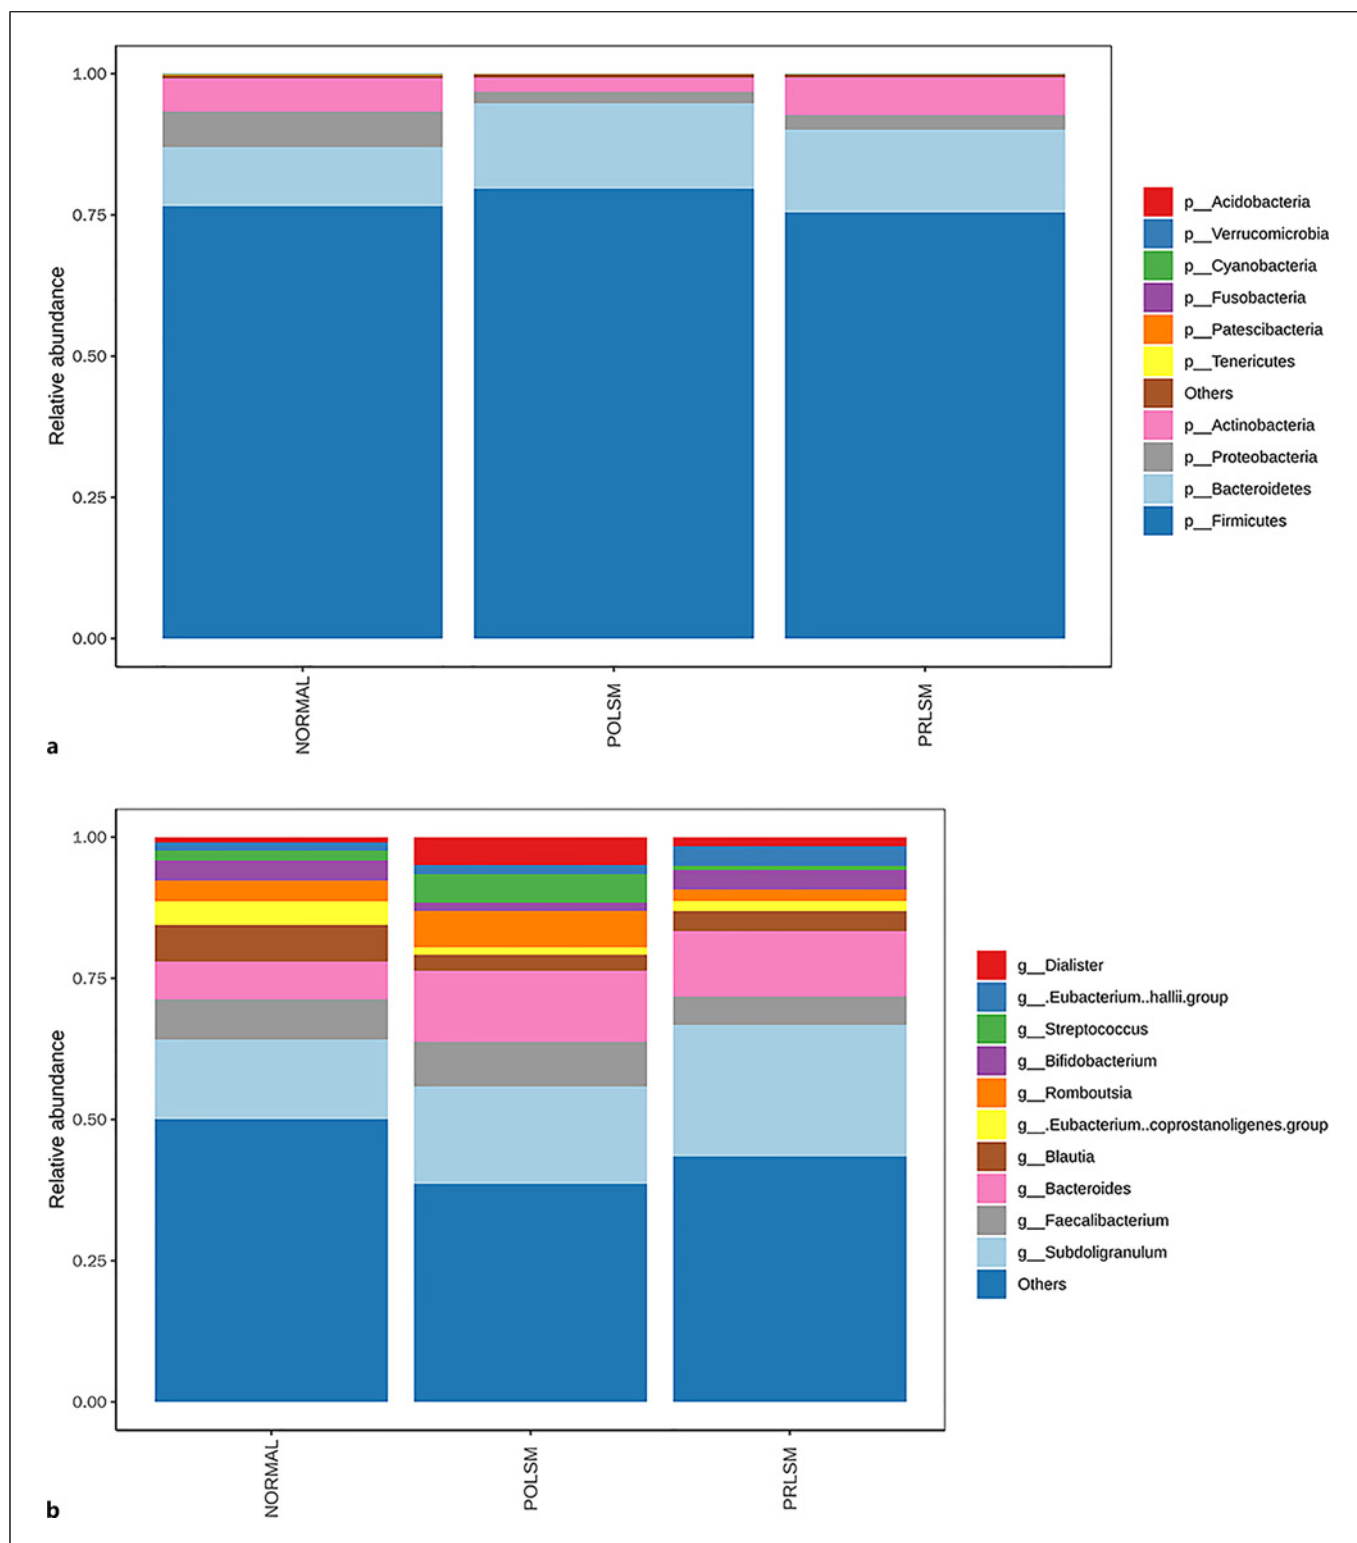 1.00
0.75
0.50
0.25
0.00
Relative abundance
NORMAL
POLSM
PRLSM
p__Acidobacteria
p__Verrucomicrobia
p__Cyanobacteria
p__Fusobacteria
p__Patescibacteria
p__Tenericutes
Others
p__Actinobacteria
p__Proteobacteria
p__Bacteroidetes
p__Firmicutes
a
1.00
0.75
0.50
0.25
0.00
Relative abundance
NORMAL
POLSM
PRLSM
g__Dialister
g__.Eubacterium..hallii.group
g__Streptococcus
g__Bifidobacterium
g__Romboutsia
g__.Eubacterium..coprostanoligenes.group
g__Blautia
g__Bacteroides
g__Faecalibacterium
g__Subdoligranulum
Others
b